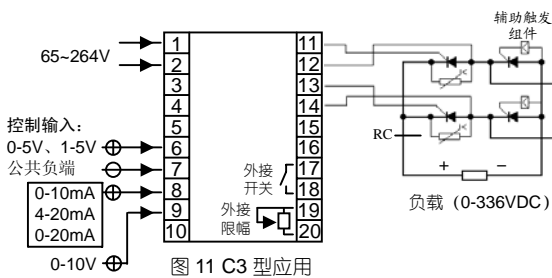 辅助触发
组件
65~264V
1 11
2 12
3 13
4 14
5 15
6 16
7 17
8 18
9 19
10 20
控制输入：
0-5V、1-5V
公共负端
0-10mA
4-20mA
0-20mA
0-10V
外接
开关
外接
限幅
RC
+ −
负载（0-336VDC）
图 11 C3 型应用